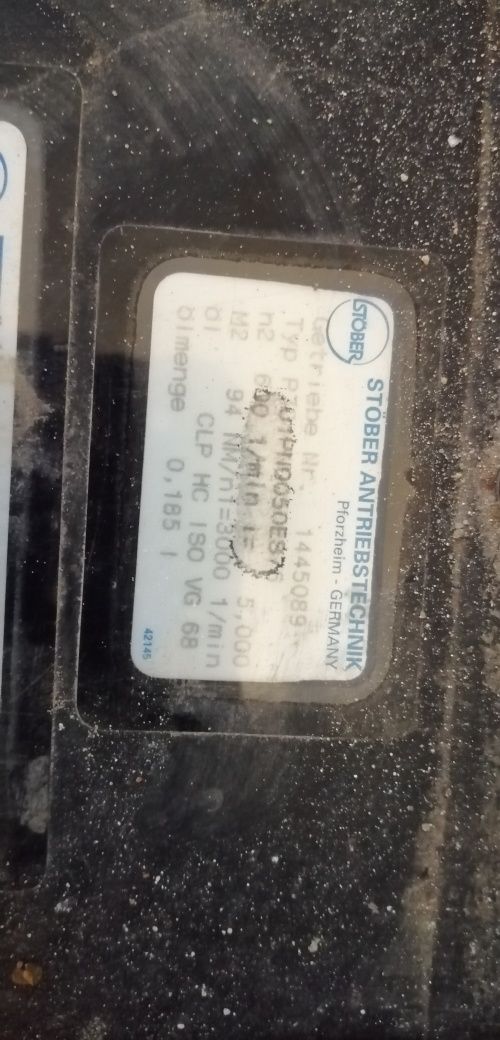 STÖBER
STÖBER ANTRIEBSTECHNIK
Pforzheim - GERMANY
Getriebe Nr. 1445089
Typ
n2 600 1/min i= 5,000
M2 94 NM/n1=3000 1/min
öl CLP HC ISO VG 68
ölmenge 0,185 l
42145